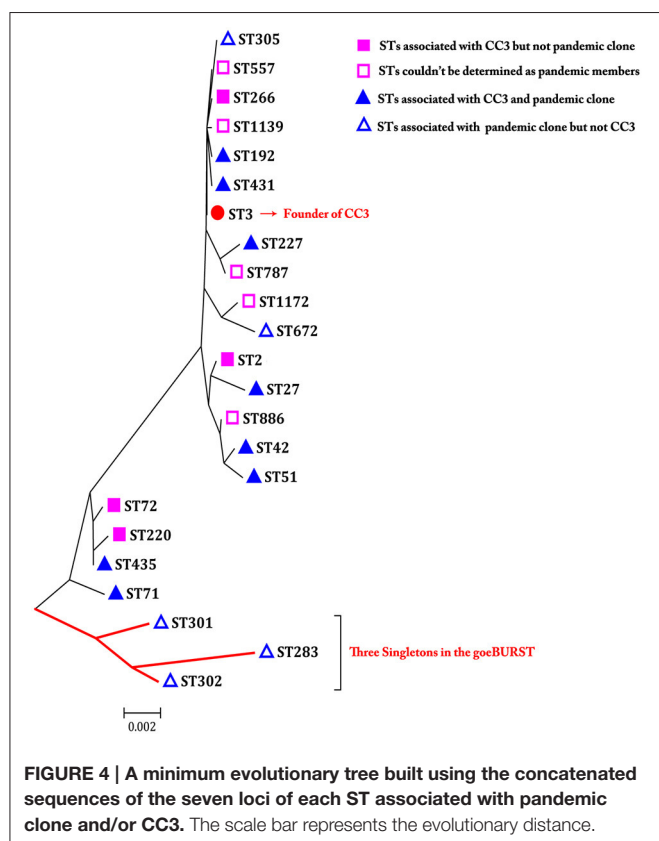 ST305
ST557
ST266
ST1139
ST192
ST431
ST3 → Founder of CC3
ST227
ST787
ST1172
ST672
ST2
ST27
ST886
ST42
ST51
ST72
ST220
ST435
ST71
ST301
ST283
ST302
STs associated with CC3 but not pandemic clone
STs couldn't be determined as pandemic members
STs associated with CC3 and pandemic clone
STs associated with pandemic clone but not CC3
Three Singletons in the goeBURST
0.002
FIGURE 4 | A minimum evolutionary tree built using the concatenated
sequences of the seven loci of each ST associated with pandemic
clone and/or CC3. The scale bar represents the evolutionary distance.